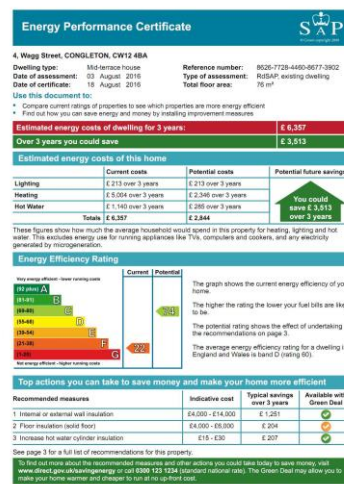 Energy Performance Certificate
SAP
4, Wagg Street, CONGLETON, CW12 4BA
Dwelling type: Mid-terrace house
Date of assessment: 03 August 2016
Date of certificate: 18 August 2016
Reference number: 8626-7728-4460-8677-3902
Type of assessment: RdSAP, existing dwelling
Total floor area: 76 m²
Use this document to:
• Compare current ratings of properties to see which properties are more energy efficient
• Find out how you can save energy and money by installing improvement measures
Estimated energy costs of dwelling for 3 years: £ 6,357
Over 3 years you could save £ 3,513
Estimated energy costs of this home
Current costs Potential costs Potential future savings
Lighting £ 213 over 3 years £ 213 over 3 years
Heating £ 5,004 over 3 years £ 2,346 over 3 years
Hot Water £ 1,140 over 3 years £ 285 over 3 years
Totals £ 6,357 £ 2,844
You could
save £ 3,513
over 3 years
These figures show how much the average household would spend in this property for heating, lighting and hot
water. This excludes energy use for running appliances like TVs, computers and cookers, and any electricity
generated by microgeneration.
Energy Efficiency Rating
Current Potential
Very energy efficient - lower running costs
(92 plus) A
(81-91) B
(69-80) C
(55-68) D
(39-54) E
(21-38) F
(1-20) G
Not energy efficient - higher running costs
22
74
The graph shows the current energy efficiency of yo
home.
The higher the rating the lower your fuel bills are like
to be.
The potential rating shows the effect of undertaking
the recommendations on page 3.
The average energy efficiency rating for a dwelling i
England and Wales is band D (rating 60).
Top actions you can take to save money and make your home more efficient
Recommended measures Indicative cost Typical savings over 3 years Available with Green Deal
1 Internal or external wall insulation £4,000 - £14,000 £ 1,251
2 Floor insulation (solid floor) £4,000 - £6,000 £ 204
3 Increase hot water cylinder insulation £15 - £30 £ 207
See page 3 for a full list of recommendations for this property.
To find out more about the recommended measures and other actions you could take today to save money, visit
www.direct.gov.uk/savingenergy or call 0300 123 1234 (standard national rate). The Green Deal may allow you to
make your home warmer and cheaper to run at no up-front cost.